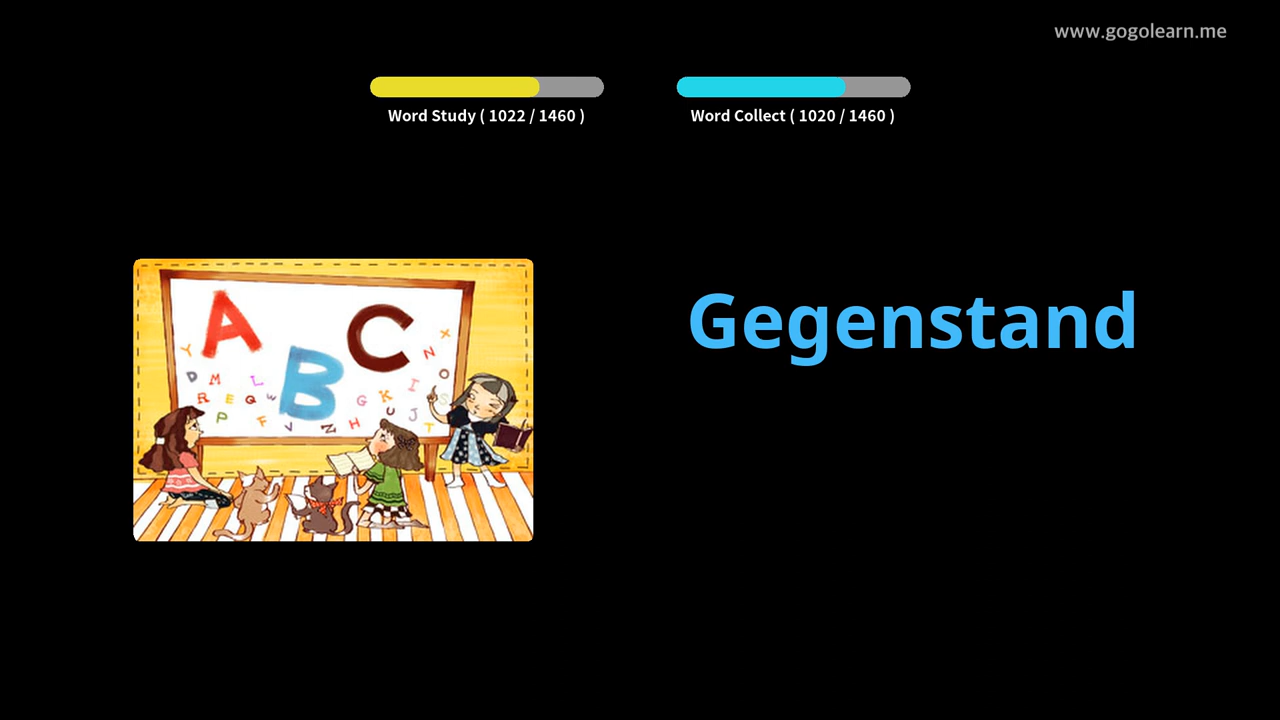 www.gogolearn.me
Word Study ( 1022 / 1460 )
Word Collect ( 1020 / 1460 )
Gegenstand
A
C
B
Y
X
N
D M L
O
I
R E Q W
G K
S
P
F
V
Z H
U
J
T